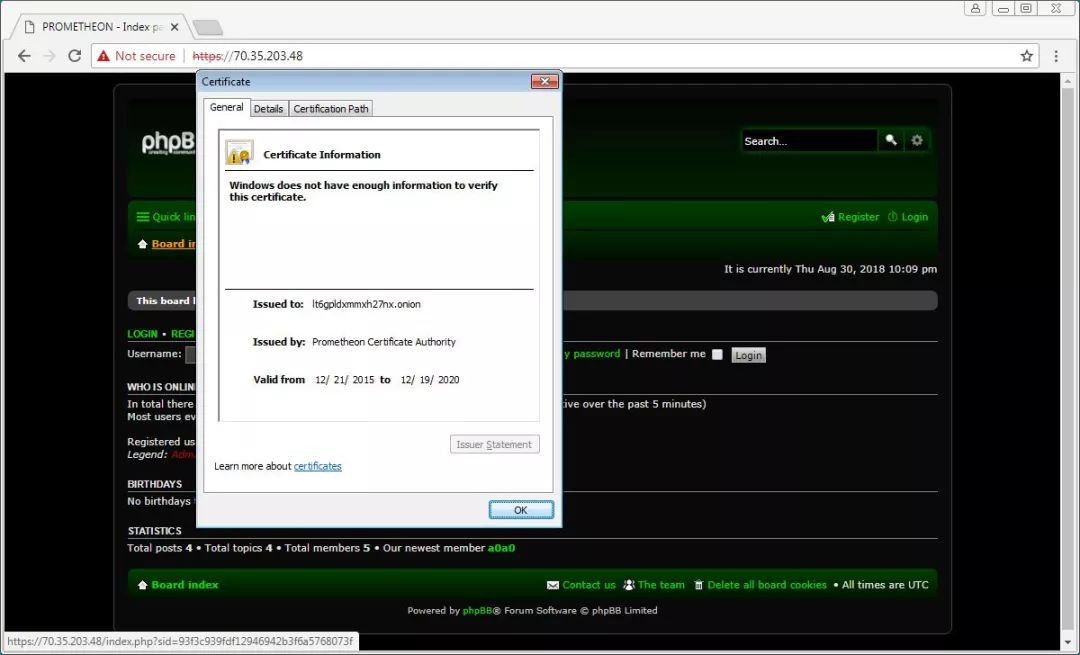 PROMETHEON - Index pa
Not secure https://70.35.203.48
Certificate
General Details Certification Path
Certificate Information
Windows does not have enough information to verify
this certificate.
Issued to: lt6gpldxmmxh27nx.onion
Issued by: Prometheon Certificate Authority
Valid from 12/ 21/ 2015 to 12/ 19/ 2020
Issuer Statement
Learn more about certificates
OK
phpB
Search...
Quick lin
Register Login
Board in
It is currently Thu Aug 30, 2018 10:09 pm
This board h
LOGIN • REGI
Username: y password | Remember me Login
WHO IS ONLIN
In total there ive over the past 5 minutes)
Most users ev
Registered us
Legend: Adm
BIRTHDAYS
No birthdays
STATISTICS
Total posts 4 • Total topics 4 • Total members 5 • Our newest member a0a0
Board index Contact us The team Delete all board cookies • All times are UTC
Powered by phpBB® Forum Software © phpBB Limited
https://70.35.203.48/index.php?sid=93f3c939fdf12946942b3f6a5768073f